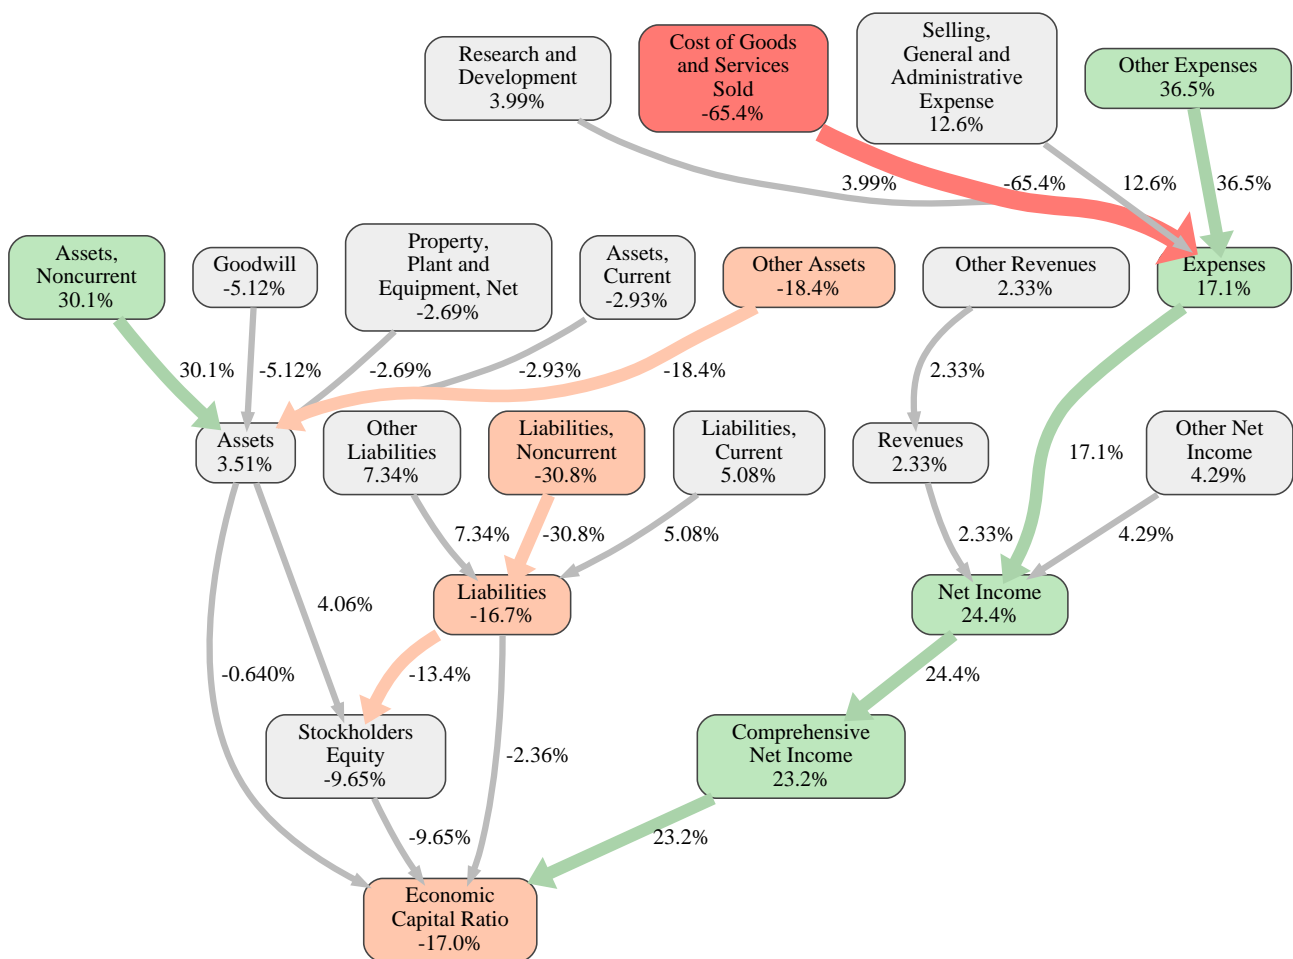 Research and
Development
3.99%
Cost of Goods
and Services
Sold
-65.4%
Selling,
General and
Administrative
Expense
12.6%
Other Expenses
36.5%
3.99%
-65.4%
12.6%
36.5%
Assets,
Noncurrent
30.1%
Goodwill
-5.12%
Property,
Plant and
Equipment, Net
-2.69%
Assets,
Current
-2.93%
Other Assets
-18.4%
Other Revenues
2.33%
Expenses
17.1%
30.1%
-5.12%
-2.69%
-2.93%
-18.4%
2.33%
17.1%
Assets
3.51%
Other
Liabilities
7.34%
Liabilities,
Noncurrent
-30.8%
Liabilities,
Current
5.08%
Revenues
2.33%
Other Net
Income
4.29%
7.34%
-30.8%
5.08%
2.33%
4.29%
Liabilities
-16.7%
Net Income
24.4%
4.06%
-0.640%
-13.4%
24.4%
Stockholders
Equity
-9.65%
-2.36%
Comprehensive
Net Income
23.2%
-9.65%
23.2%
Economic
Capital Ratio
-17.0%